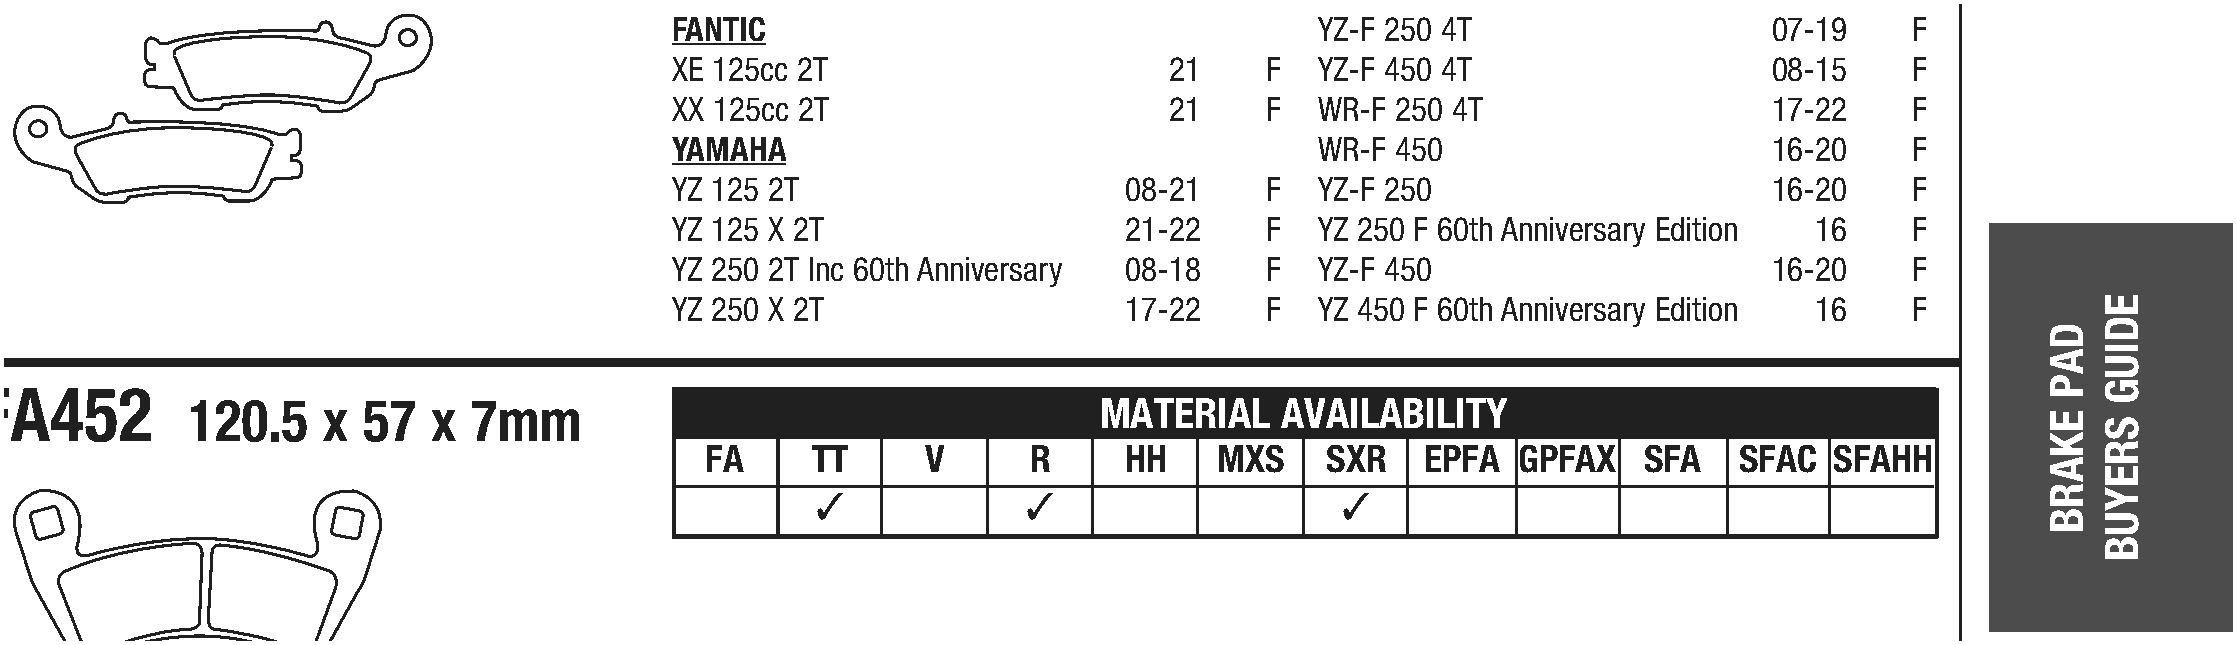 FANTIC
XE 125cc 2T 21 F
XX 125cc 2T 21 F
YAMAHA
YZ 125 2T 08-21 F
YZ 125 X 2T 21-22 F
YZ 250 2T Inc 60th Anniversary 08-18 F
YZ 250 X 2T 17-22 F
YZ-F 250 4T 07-19 F
YZ-F 450 4T 08-15 F
WR-F 250 4T 17-22 F
WR-F 450 16-20 F
YZ-F 250 16-20 F
YZ 250 F 60th Anniversary Edition 16 F
YZ-F 450 16-20 F
YZ 450 F 60th Anniversary Edition 16 F
FA452 120.5 x 57 x 7mm
MATERIAL AVAILABILITY
FA TT V R HH MXS SXR EPFA GPFAX SFA SFAC SFAHH
✓ ✓ ✓
BRAKE PAD
BUYERS GUIDE